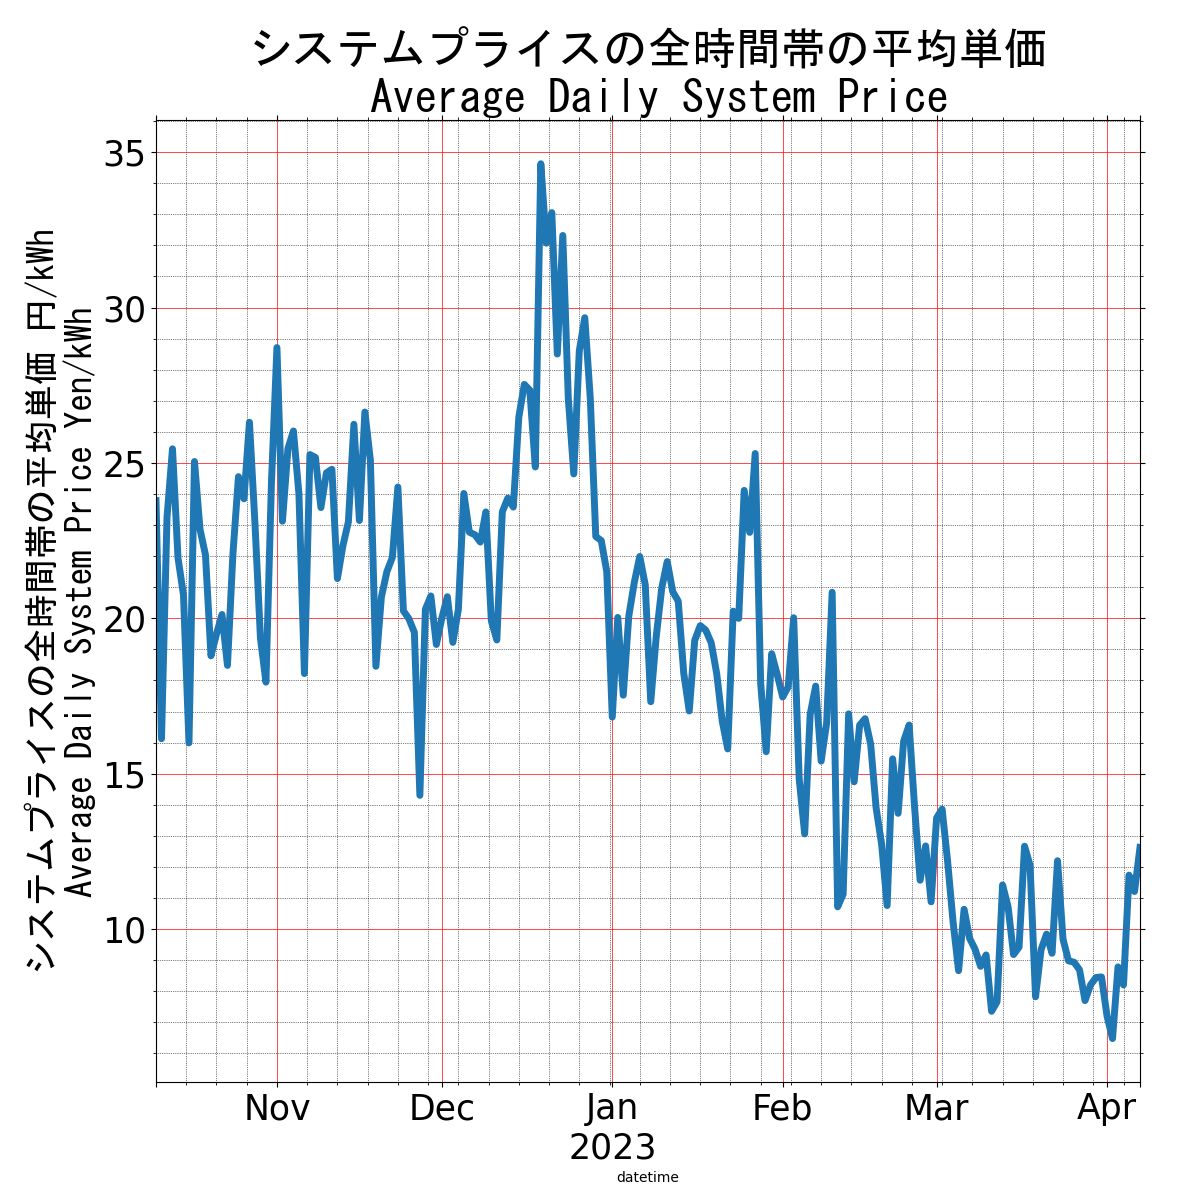 システムプライスの全時間帯の平均単価
Average Daily System Price
システムプライスの全時間帯の平均単価 円/kWh
Average Daily System Price Yen/kWh
35
30
25
20
15
10
Nov
Dec
Jan
2023
Feb
Mar
Apr
datetime